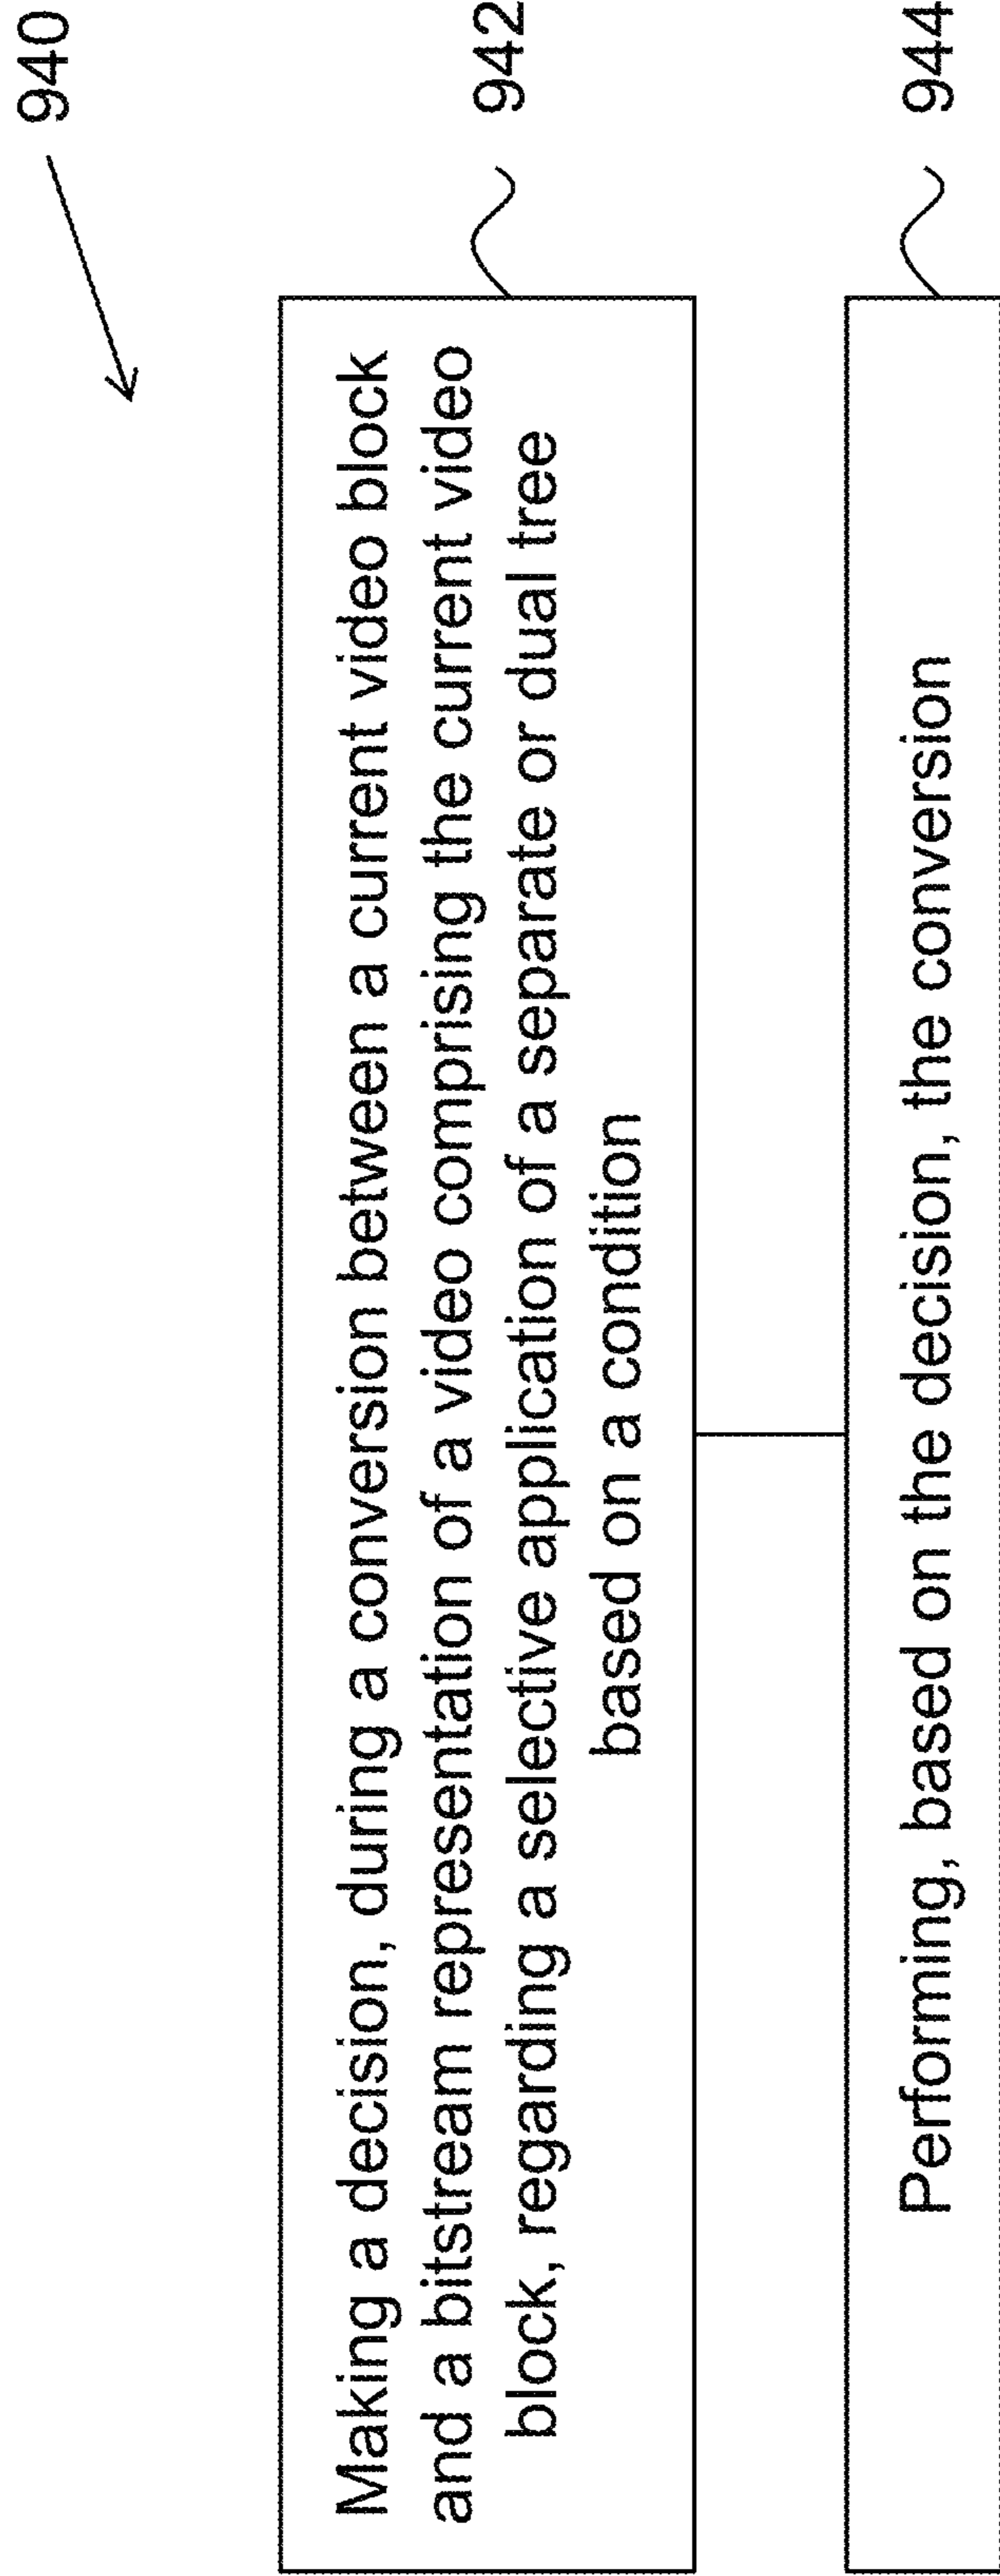 940
Making a decision, during a conversion between a current video block
and a bitstream representation of a video comprising the current video
block, regarding a selective application of a separate or dual tree
based on a condition
942
Performing, based on the decision, the conversion
944